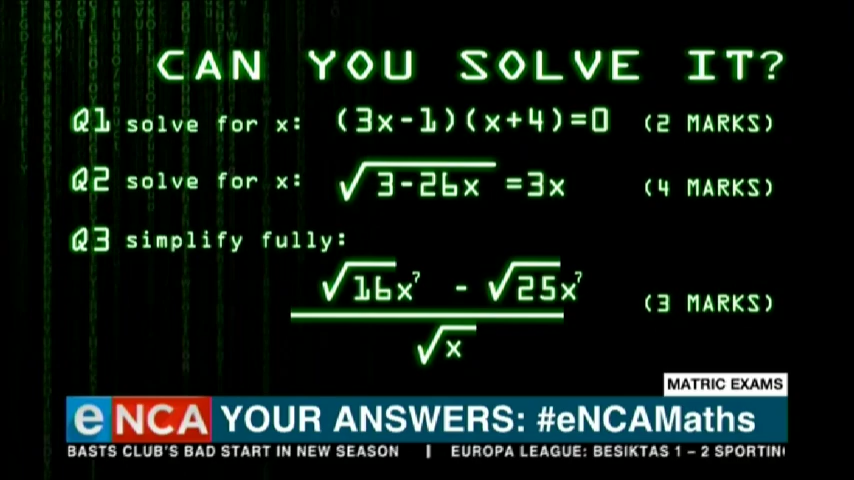 CAN YOU SOLVE IT?
Q1 solve for x: (3x-1)(x+4)=0 (2 MARKS)
Q2 solve for x: √3-26x =3x (4 MARKS)
Q3 simplify fully:
√16x⁷ - √25x⁷
√x
(3 MARKS)
MATRIC EXAMS
eNCA YOUR ANSWERS: #eNCAMaths
BASTS CLUB'S BAD START IN NEW SEASON | EUROPA LEAGUE: BESIKTAS 1 – 2 SPORTIN